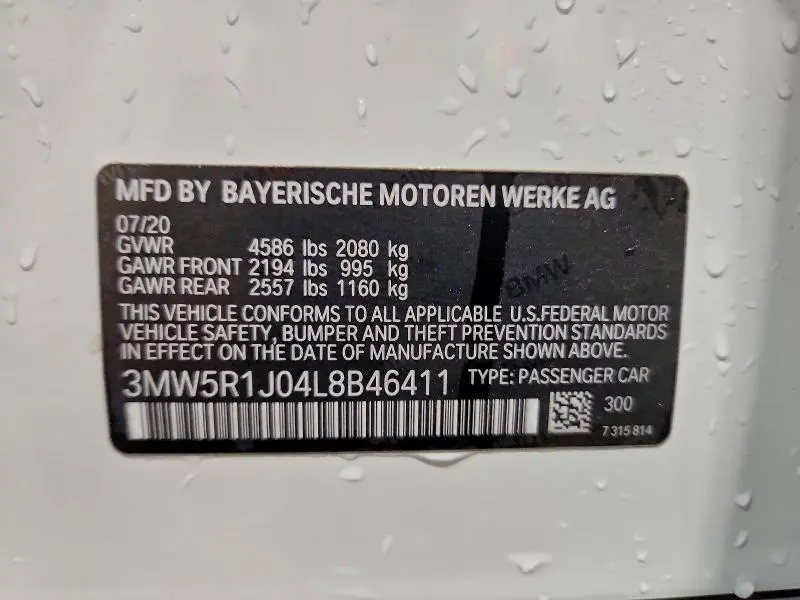 MFD BY BAYERISCHE MOTOREN WERKE AG
07/20
GVWR 4586 lbs 2080 kg
GAWR FRONT 2194 lbs 995 kg
GAWR REAR 2557 lbs 1160 kg
BMW
THIS VEHICLE CONFORMS TO ALL APPLICABLE U.S.FEDERAL MOTOR
VEHICLE SAFETY, BUMPER AND THEFT PREVENTION STANDARDS
IN EFFECT ON THE DATE OF MANUFACTURE SHOWN ABOVE.
3MW5R1J04L8B46411 TYPE: PASSENGER CAR
300
7 315 814